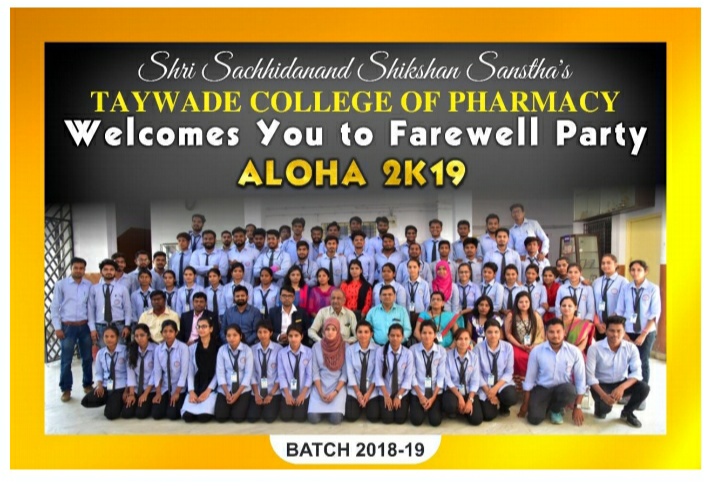 Shri Sachhidanand Shikshan Sanstha's
TAYWADE COLLEGE OF PHARMACY
Welcomes You to Farewell Party
ALOHA 2K19
BATCH 2018-19